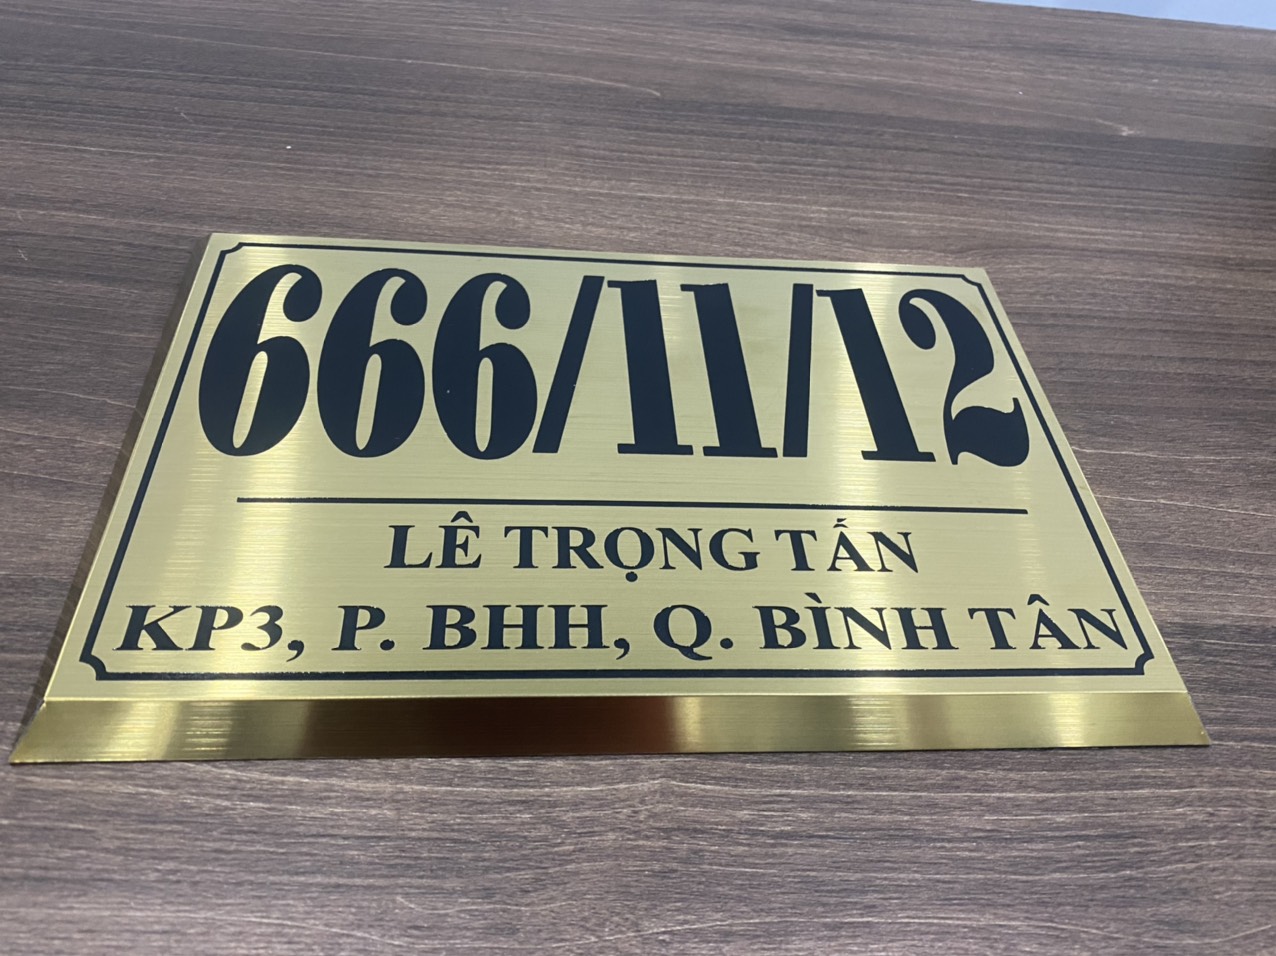 666/11/12
LÊ TRỌNG TẤN
KP3, P. BHH, Q. BÌNH TÂN